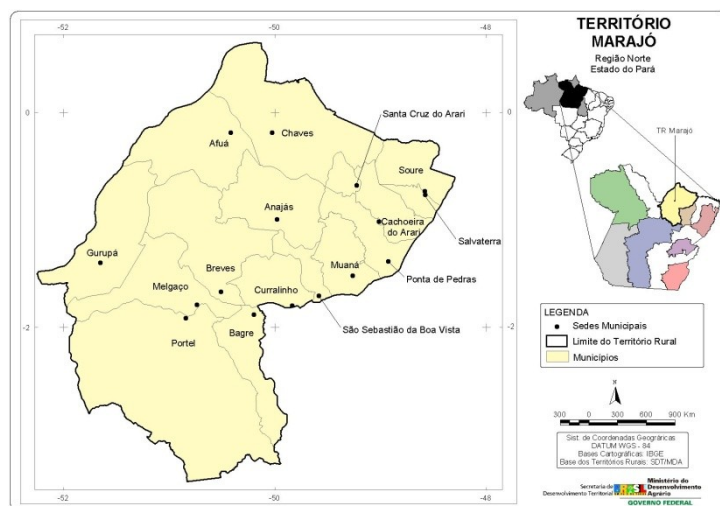 -52
-50
-48
0
0
-2
-2
-52
-50
-48
Santa Cruz do Arari
Afuá
Chaves
Soure
Anajás
Cachoeira
do Arari
Salvaterra
Gurupá
Breves
Muaná
Ponta de Pedras
Melgaço
Curralinho
São Sebastião da Boa Vista
Bagre
Portel
TERRITÓRIO
MARAJÓ
Região Norte
Estado do Pará
TR Marajó
LEGENDA
Sedes Municipais
Limite do Território Rural
Municípios
N
300 0 300 600 900 Km
Sist. de Coordenadas Geográficas
DATUM WGS - 84
Bases Cartográficas: IBGE
Base dos Territórios Rurais: SDT/MDA
Secretaria de
Desenvolvimento Territorial
Ministério do
Desenvolvimento
Agrário
GOVERNO FEDERAL